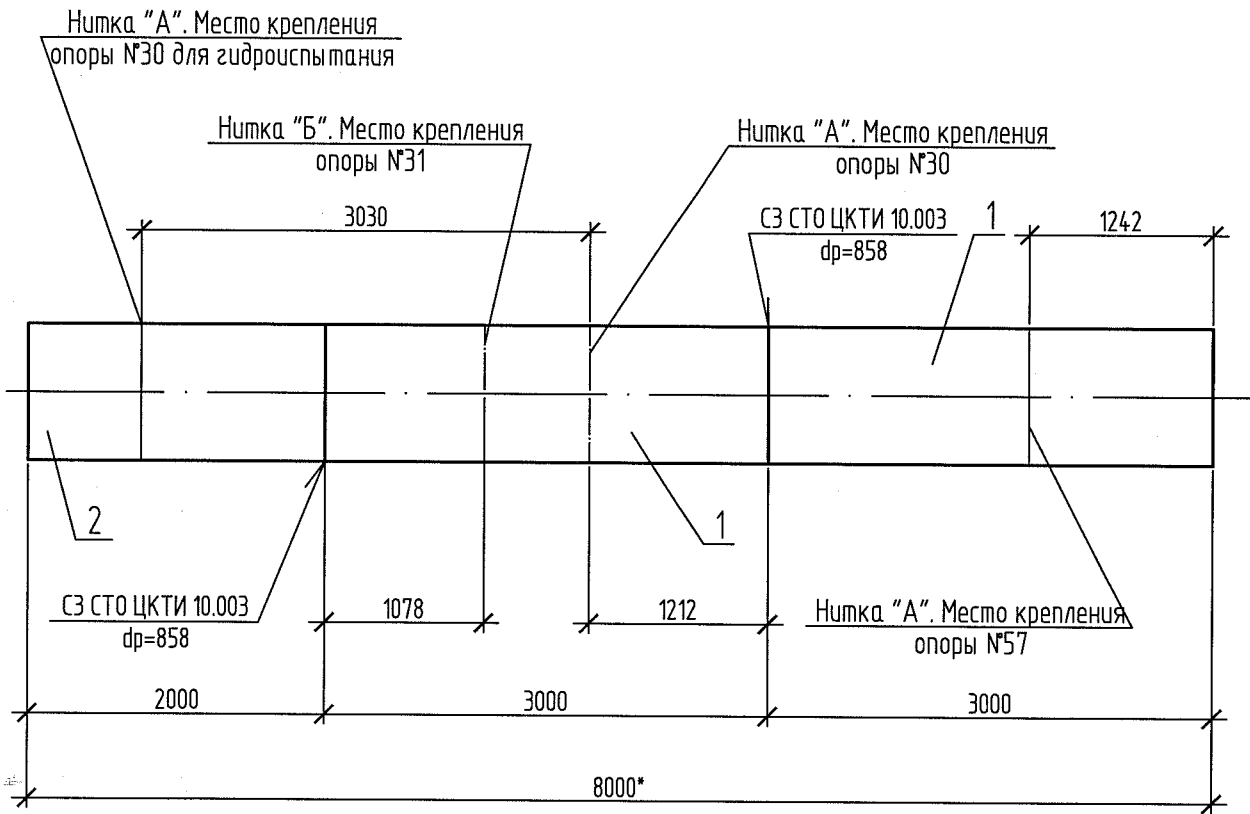 Нитка "А". Место крепления
опоры №30 для гидроиспытания
Нитка "Б". Место крепления
опоры №31
Нитка "А". Место крепления
опоры №30
3030
С3 СТО ЦКТИ 10.003
dр=858
1
1242
2
1
С3 СТО ЦКТИ 10.003
dр=858
1078
1212
Нитка "А". Место крепления
опоры №57
2000
3000
3000
8000*